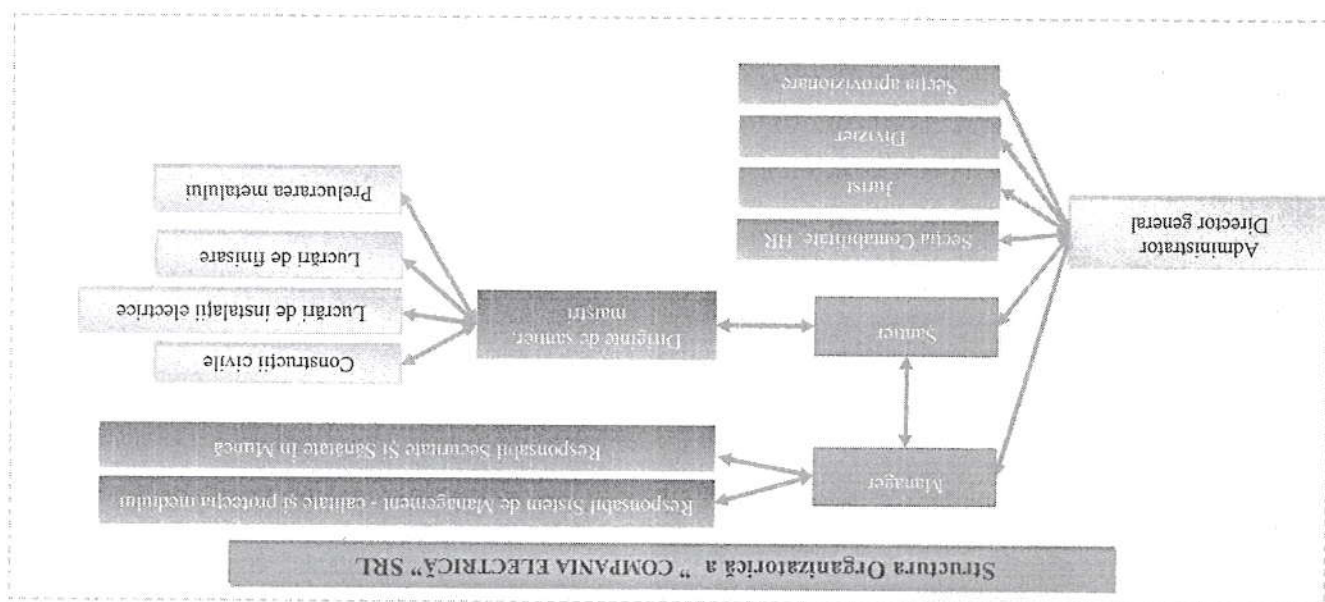 Structura Organizatorică a " COMPANIA ELECTRICĂ" SRL
Manager
Responsabil Sistem de Management - calitate și protecția mediului
Responsabil Securitate Și Sănătate în Muncă
Administrator
Director general
Șantier
Diriginte de șantier,
maiștri
Construcții civile
Lucrări de instalații electrice
Lucrări de finisare
Prelucrarea metalului
Secția Contabilitate HR
Jurist
Divizier
Secția aprovizionare